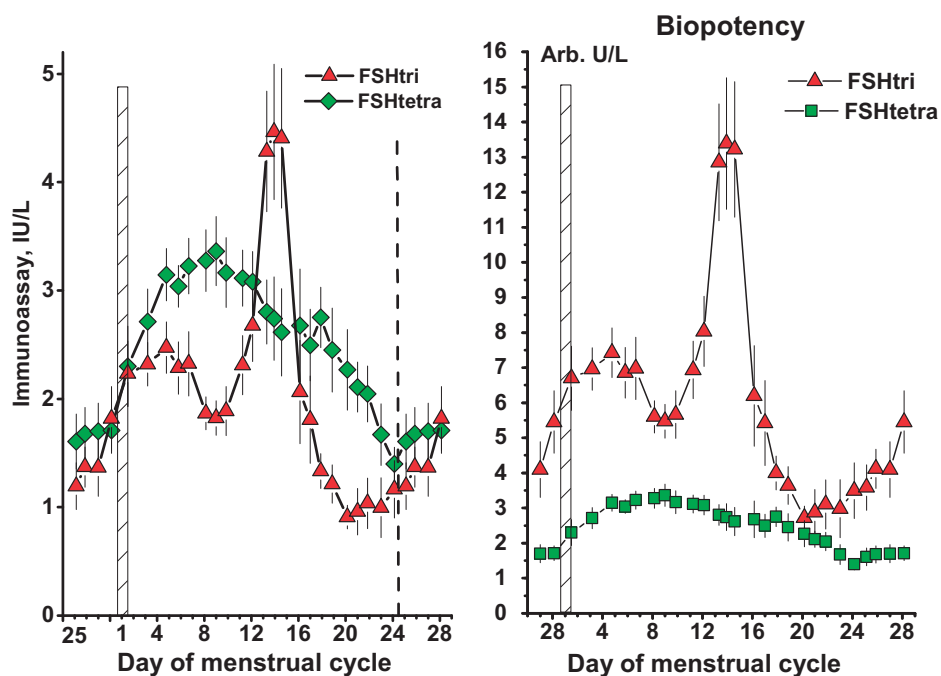 Biopotency
Immunoassay, IU/L
5
4
3
2
1
0
FSHtri
FSHtetra
25 28 1 4 8 12 16 20 24 28
Day of menstrual cycle
Arb. U/L
16
15
14
13
12
11
10
9
8
7
6
5
4
3
2
1
0
FSHtri
FSHtetra
28 4 8 12 16 20 24 28
Day of menstrual cycle